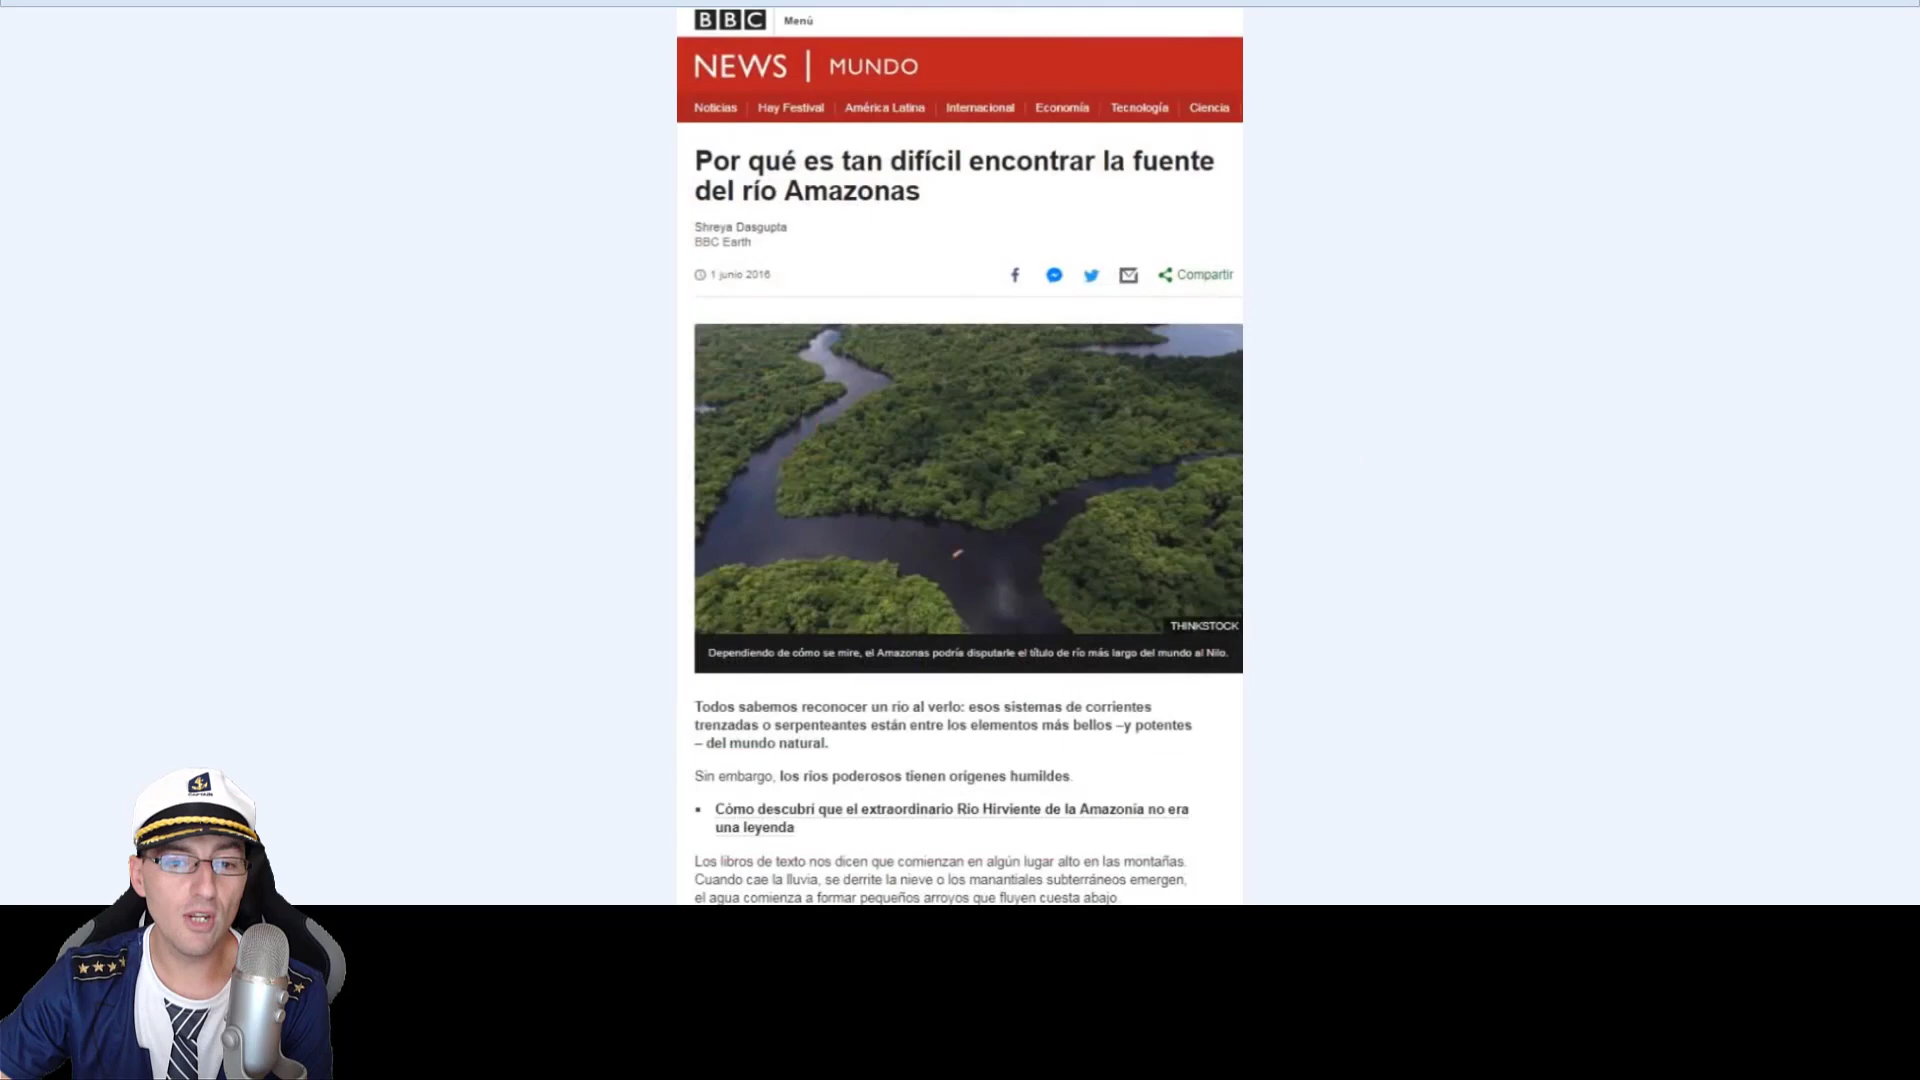 BBC Menú
NEWS | MUNDO
Noticias Hay Festival América Latina Internacional Economía Tecnología Ciencia
Por qué es tan difícil encontrar la fuente
del río Amazonas
Shreya Dasgupta
BBC Earth
1 junio 2016
Compartir
THINKSTOCK
Dependiendo de cómo se mire, el Amazonas podría disputarle el título de río más largo del mundo al Nilo.
Todos sabemos reconocer un río al verlo: esos sistemas de corrientes
trenzadas o serpenteantes están entre los elementos más bellos –y potentes
– del mundo natural.
Sin embargo, los ríos poderosos tienen orígenes humildes.
Cómo descubrí que el extraordinario Río Hirviente de la Amazonía no era
una leyenda
Los libros de texto nos dicen que comienzan en algún lugar alto en las montañas.
Cuando cae la lluvia, se derrite la nieve o los manantiales subterráneos emergen,
el agua comienza a formar pequeños arroyos que fluyen cuesta abajo.